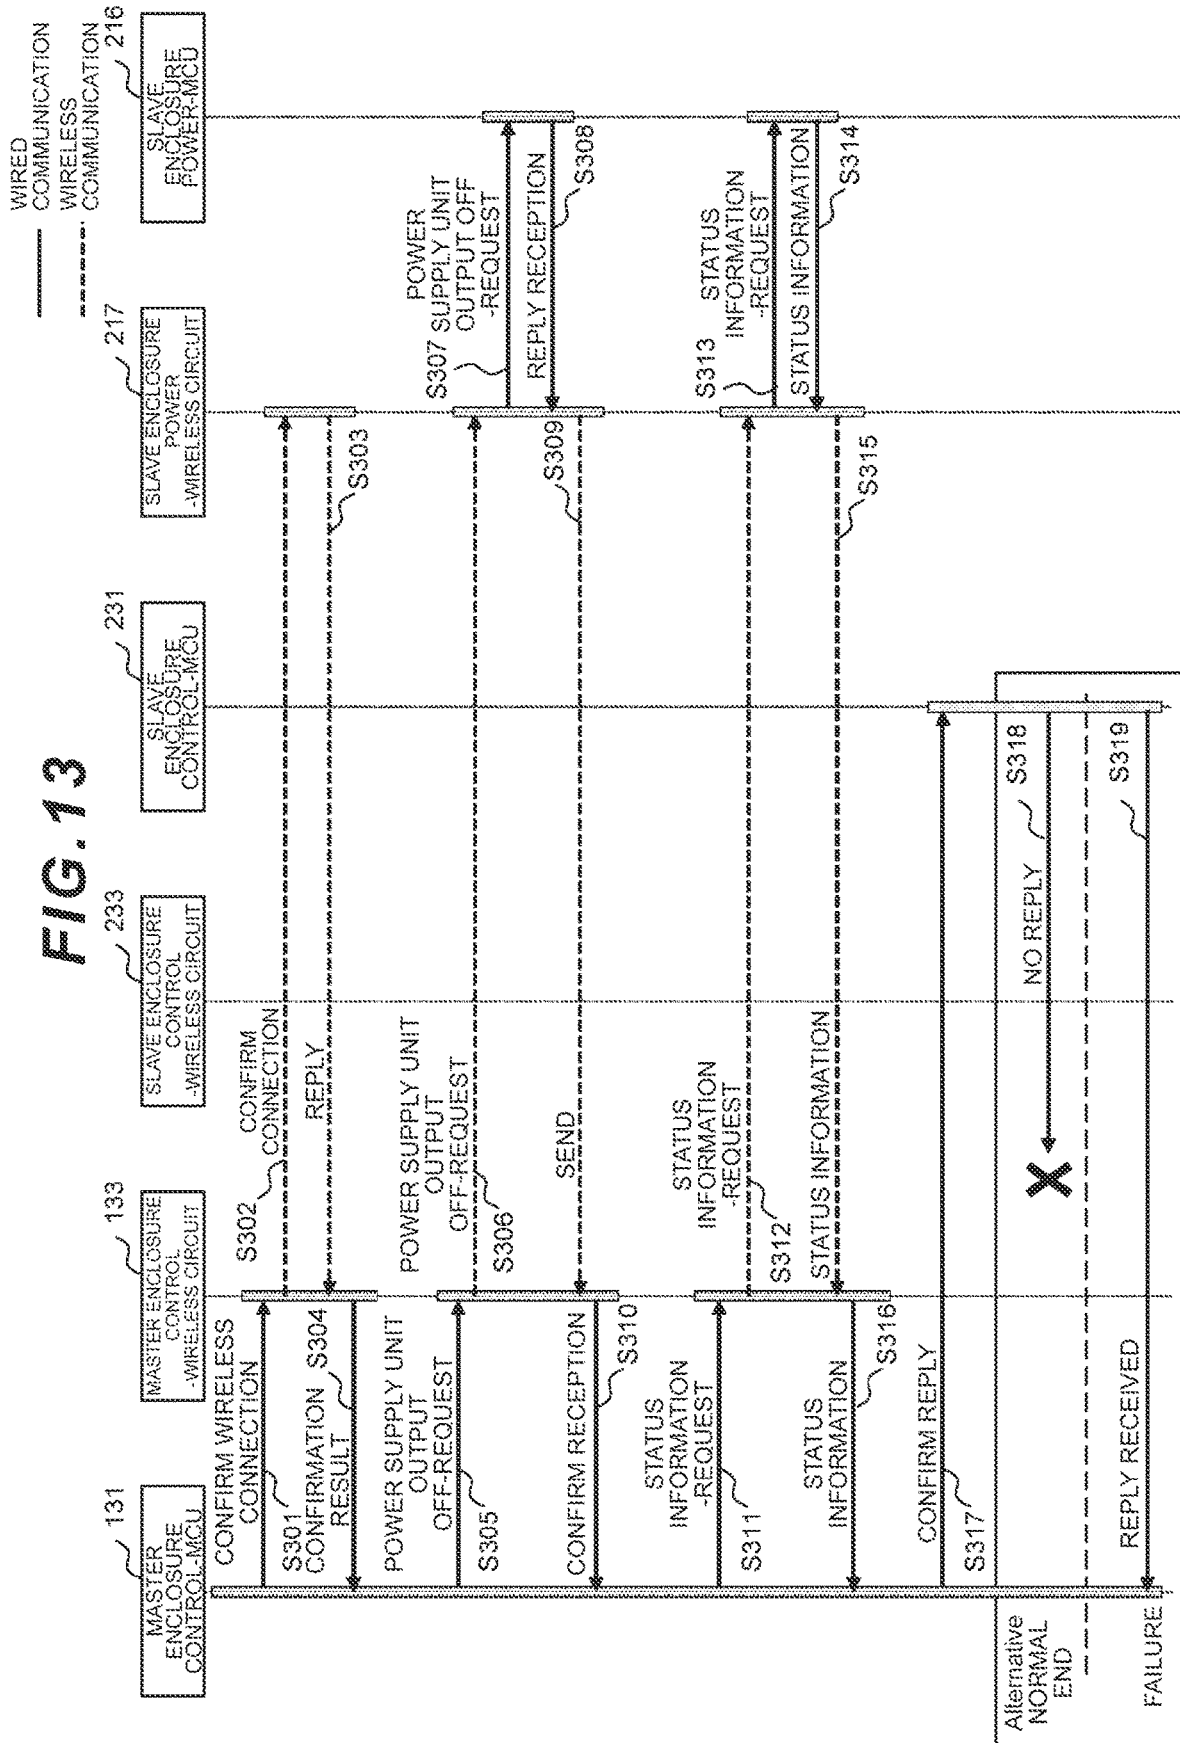 FIG.13
WIRED
COMMUNICATION
WIRELESS
COMMUNICATION
131
MASTER
ENCLOSURE
CONTROL-MCU
133
MASTER ENCLOSURE
CONTROL
-WIRELESS CIRCUIT
233
SLAVE ENCLOSURE
CONTROL
-WIRELESS CIRCUIT
231
SLAVE
ENCLOSURE
CONTROL-MCU
217
SLAVE ENCLOSURE
POWER
-WIRELESS CIRCUIT
216
SLAVE
ENCLOSURE
POWER-MCU
CONFIRM WIRELESS
CONNECTION
S301
S302
CONFIRM
CONNECTION
REPLY
S303
S304
CONFIRMATION
RESULT
POWER SUPPLY UNIT
OUTPUT
OFF-REQUEST
S305
POWER SUPPLY UNIT
OUTPUT
OFF-REQUEST
S306
S307
POWER
SUPPLY UNIT
OUTPUT OFF
-REQUEST
REPLY RECEPTION
S308
S309
SEND
CONFIRM RECEPTION
S310
STATUS
INFORMATION
-REQUEST
S311
STATUS
INFORMATION
-REQUEST
S312
S313
STATUS
INFORMATION
-REQUEST
STATUS INFORMATION
S314
S315
STATUS INFORMATION
STATUS
INFORMATION
S316
CONFIRM REPLY
S317
Alternative
NORMAL
END
NO REPLY
S318
FAILURE
REPLY RECEIVED
S319